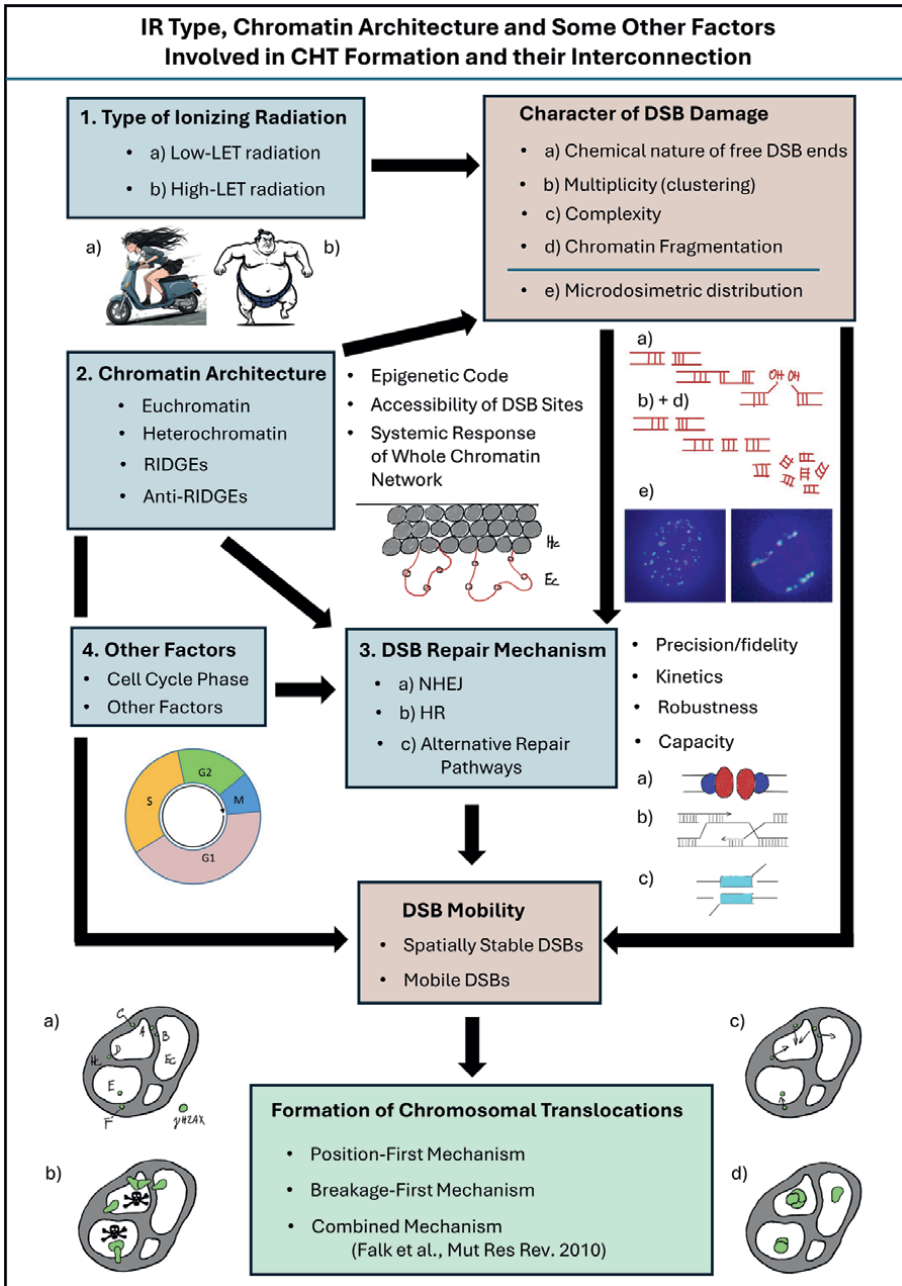 IR Type, Chromatin Architecture and Some Other Factors
Involved in CHT Formation and their Interconnection
1. Type of Ionizing Radiation
• a) Low-LET radiation
• b) High-LET radiation
Character of DSB Damage
• a) Chemical nature of free DSB ends
• b) Multiplicity (clustering)
• c) Complexity
• d) Chromatin Fragmentation
• e) Microdosimetric distribution
a)
b)
2. Chromatin Architecture
• Euchromatin
• Heterochromatin
• RIDGEs
• Anti-RIDGEs
• Epigenetic Code
• Accessibility of DSB Sites
• Systemic Response
of Whole Chromatin
Network
Hc
Ec
a)
OH OH
b) + d)
e)
4. Other Factors
• Cell Cycle Phase
• Other Factors
3. DSB Repair Mechanism
• a) NHEJ
• b) HR
• c) Alternative Repair
Pathways
• Precision/fidelity
• Kinetics
• Robustness
• Capacity
a)
b)
c)
G2
S
M
G1
DSB Mobility
• Spatially Stable DSBs
• Mobile DSBs
a)
C
A
B
D
Hc
Ec
E
F
γH2AX
b)
c)
d)
Formation of Chromosomal Translocations
• Position-First Mechanism
• Breakage-First Mechanism
• Combined Mechanism
(Falk et al., Mut Res Rev. 2010)